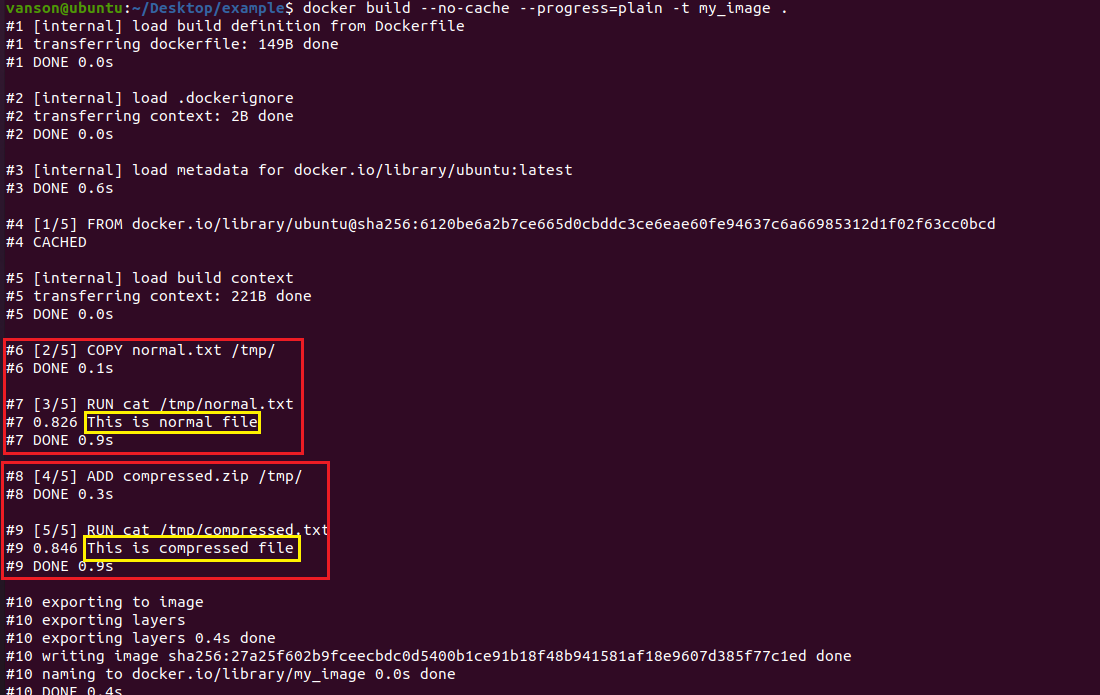 vanson@ubuntu:~/Desktop/example$ docker build --no-cache --progress=plain -t my_image .
#1 [internal] load build definition from Dockerfile
#1 transferring dockerfile: 149B done
#1 DONE 0.0s
#2 [internal] load .dockerignore
#2 transferring context: 2B done
#2 DONE 0.0s
#3 [internal] load metadata for docker.io/library/ubuntu:latest
#3 DONE 0.6s
#4 [1/5] FROM docker.io/library/ubuntu@sha256:6120be6a2b7ce665d0cbddc3ce6eae60fe94637c6a66985312d1f02f63cc0bcd
#4 CACHED
#5 [internal] load build context
#5 transferring context: 221B done
#5 DONE 0.0s
#6 [2/5] COPY normal.txt /tmp/
#6 DONE 0.1s
#7 [3/5] RUN cat /tmp/normal.txt
#7 0.826 This is normal file
#7 DONE 0.9s
#8 [4/5] ADD compressed.zip /tmp/
#8 DONE 0.3s
#9 [5/5] RUN cat /tmp/compressed.txt
#9 0.846 This is compressed file
#9 DONE 0.9s
#10 exporting to image
#10 exporting layers
#10 exporting layers 0.4s done
#10 writing image sha256:27a25f602b9fceecbdc0d5400b1ce91b18f48b941581af18e9607d385f77c1ed done
#10 naming to docker.io/library/my_image 0.0s done
#10 DONE 0.4s